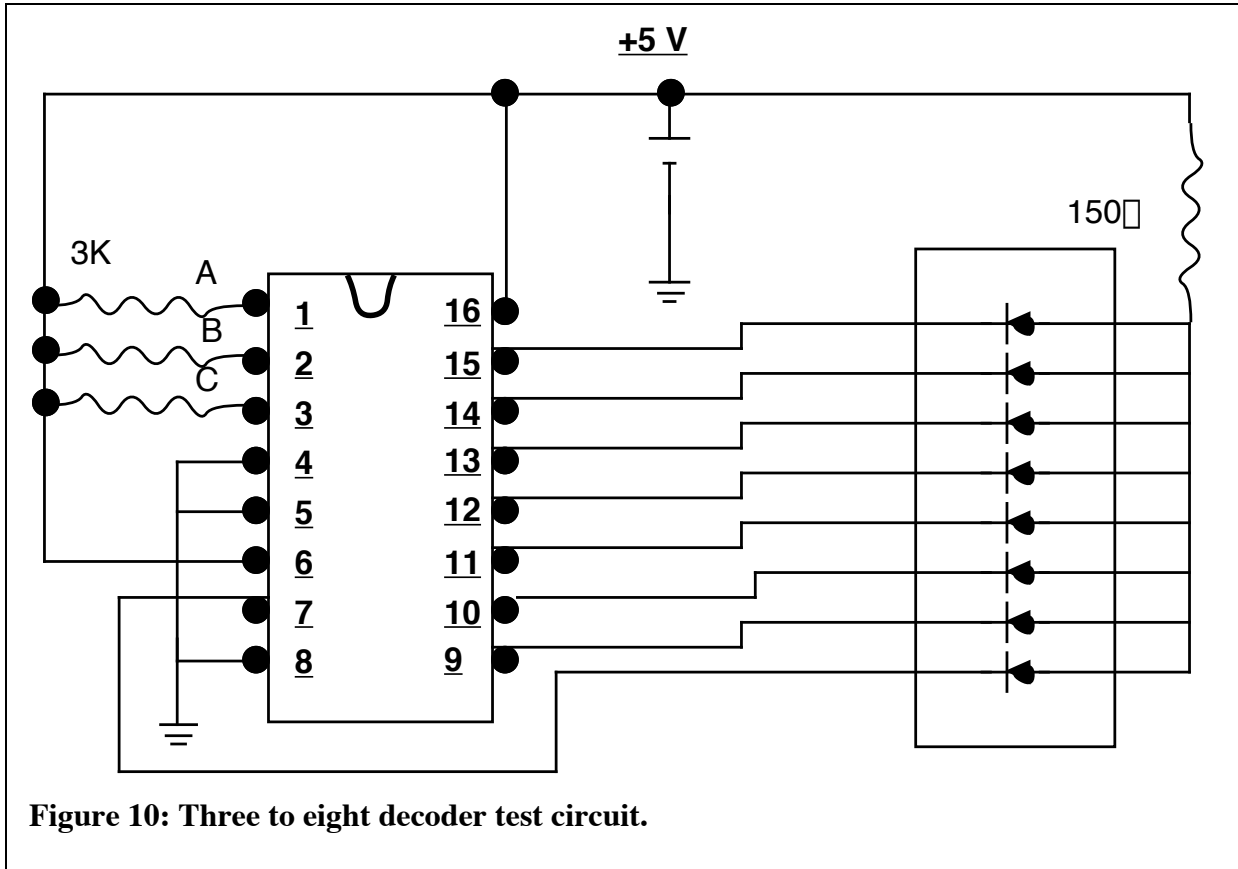 +5 V
150▯
3K
A
B
C
1 16
2 15
3 14
4 13
5 12
6 11
7 10
8 9
Figure 10: Three to eight decoder test circuit.